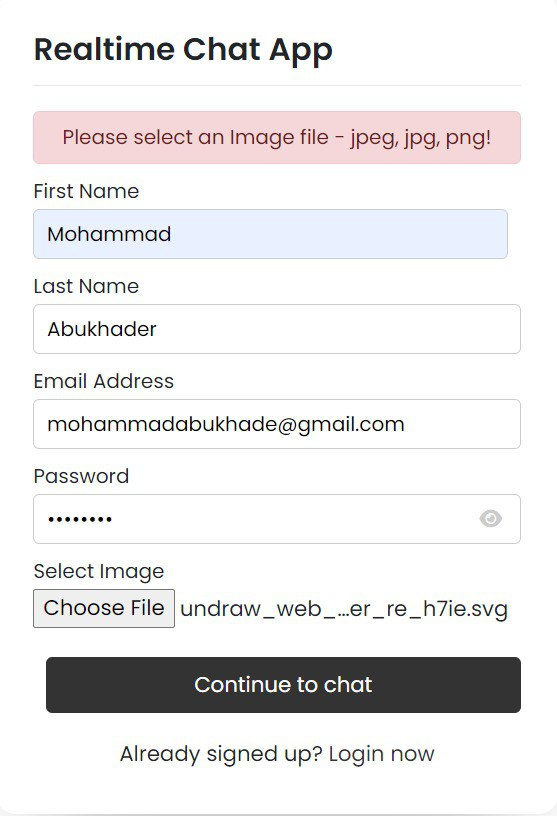 Realtime Chat App
Please select an Image file - jpeg, jpg, png!
First Name
Mohammad
Last Name
Abukhader
Email Address
mohammadabukhade@gmail.com
Password
••••••••
Select Image
Choose File undraw_web_...er_re_h7ie.svg
Continue to chat
Already signed up? Login now